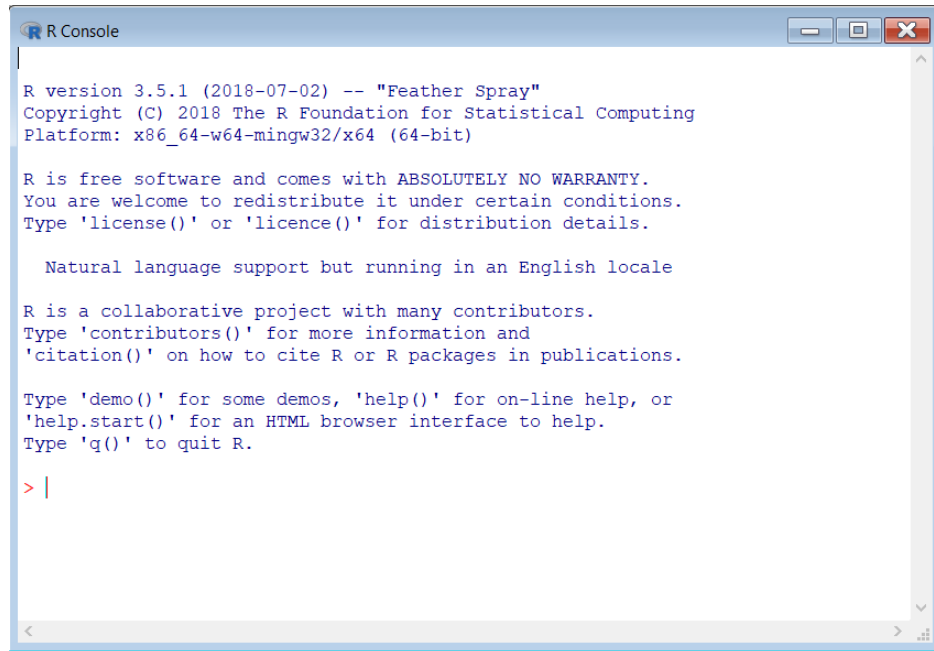 R Console
R version 3.5.1 (2018-07-02) -- "Feather Spray"
Copyright (C) 2018 The R Foundation for Statistical Computing
Platform: x86_64-w64-mingw32/x64 (64-bit)
R is free software and comes with ABSOLUTELY NO WARRANTY.
You are welcome to redistribute it under certain conditions.
Type 'license()' or 'licence()' for distribution details.
Natural language support but running in an English locale
R is a collaborative project with many contributors.
Type 'contributors()' for more information and
'citation()' on how to cite R or R packages in publications.
Type 'demo()' for some demos, 'help()' for on-line help, or
'help.start()' for an HTML browser interface to help.
Type 'q()' to quit R.
>